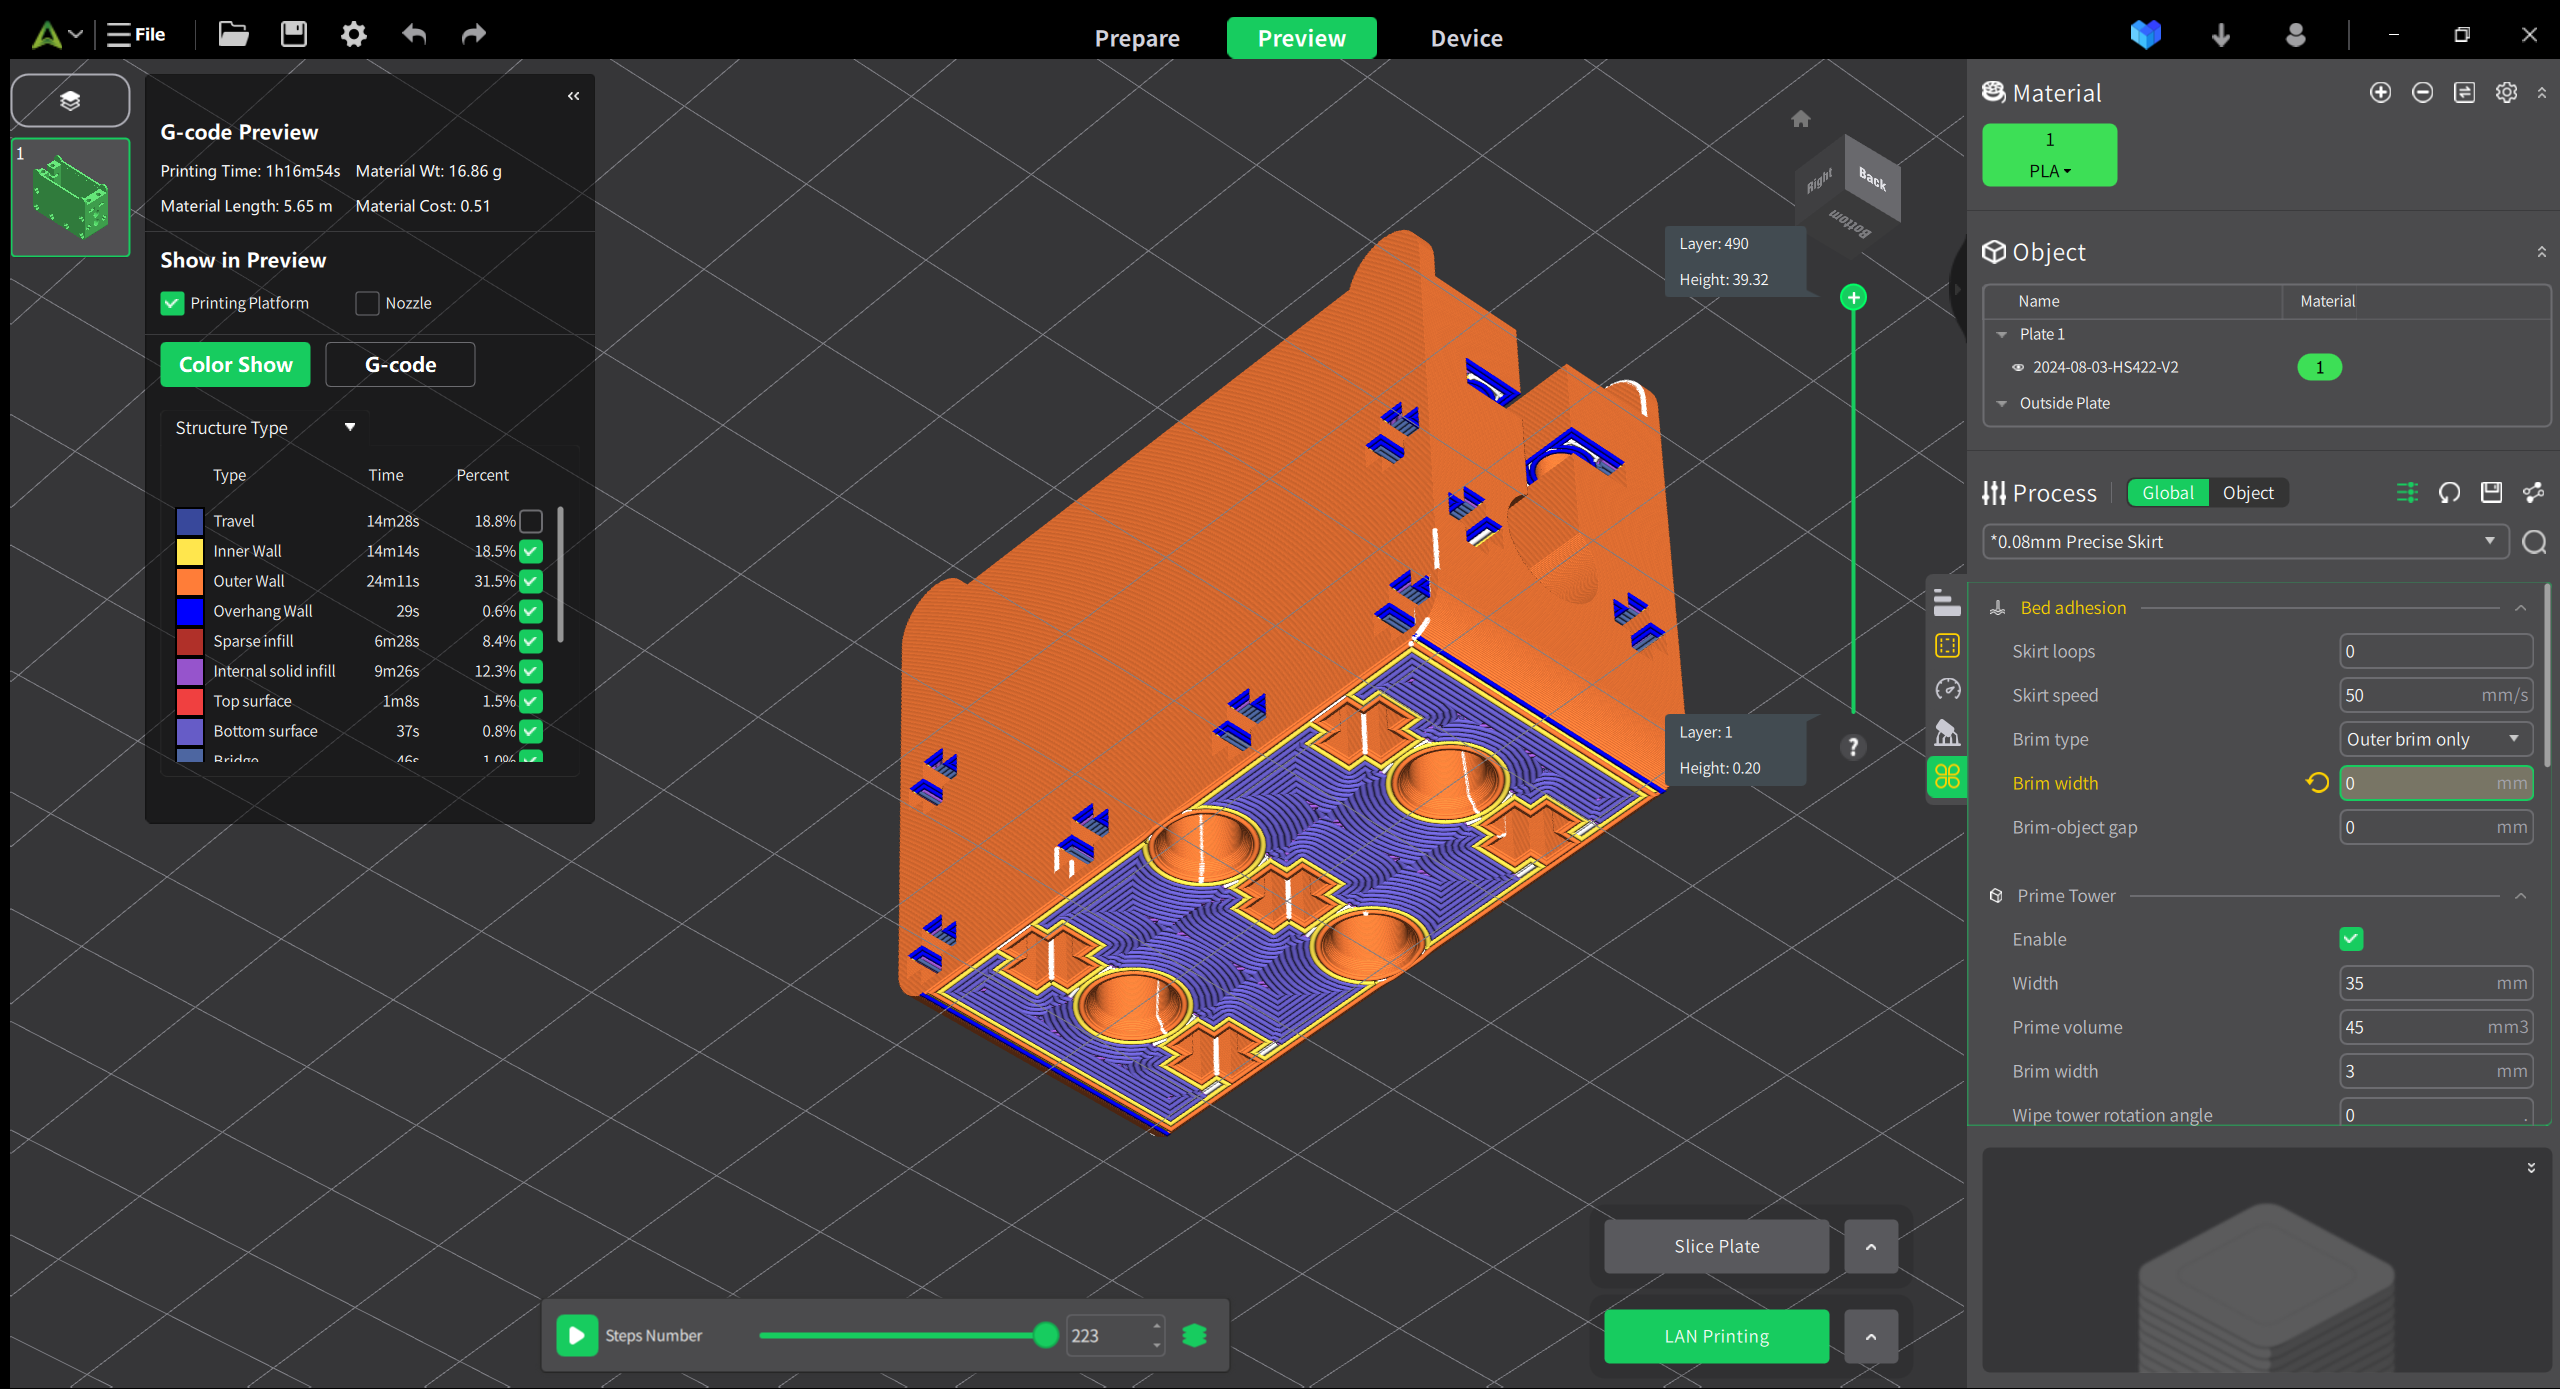 File
Prepare
Preview
Device
1
G-code Preview
Printing Time: 1h16m54s Material Wt: 16.86 g
Material Length: 5.65 m Material Cost: 0.51
Show in Preview
Printing Platform
Nozzle
Color Show
G-code
Structure Type
Type Time Percent
Travel 14m28s 18.8%
Inner Wall 14m14s 18.5%
Outer Wall 24m11s 31.5%
Overhang Wall 29s 0.6%
Sparse infill 6m28s 8.4%
Internal solid infill 9m26s 12.3%
Top surface 1m8s 1.5%
Bottom surface 37s 0.8%
Bridge 46s 1.0%
Right
Back
Bottom
Layer: 490
Height: 39.32
Layer: 1
Height: 0.20
?
Slice Plate
LAN Printing
Steps Number
223
Material
1
PLA
Object
Name Material
Plate 1
2024-08-03-HS422-V2 1
Outside Plate
Process
Global
Object
*0.08mm Precise Skirt
Bed adhesion
Skirt loops 0
Skirt speed 50 mm/s
Brim type Outer brim only
Brim width 0 mm
Brim-object gap 0 mm
Prime Tower
Enable
Width 35 mm
Prime volume 45 mm3
Brim width 3 mm
Wipe tower rotation angle 0